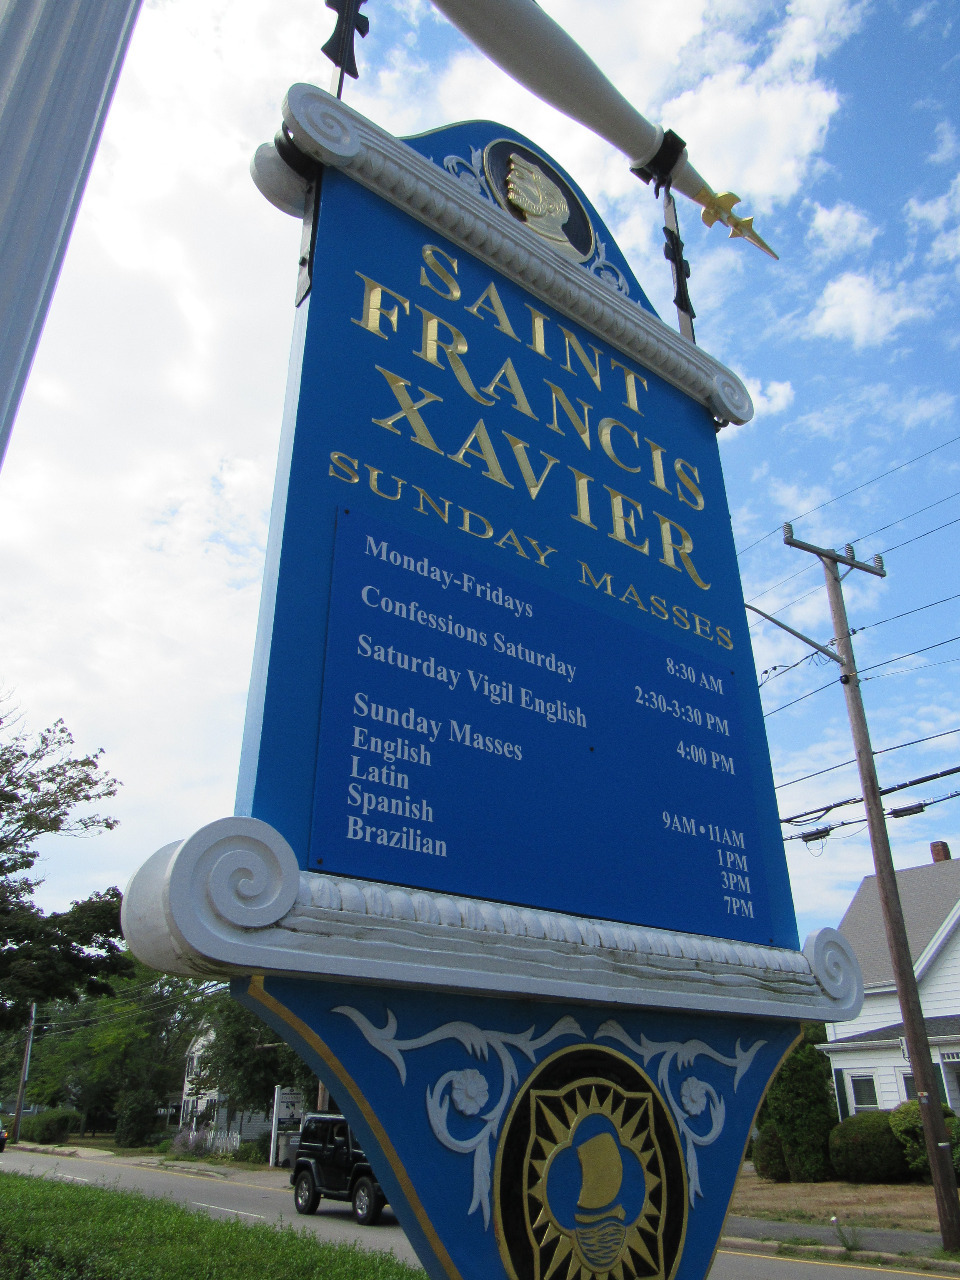 SAINT
FRANCIS
XAVIER
SUNDAY MASSES
Monday-Fridays 8:30 AM
Confessions Saturday 2:30-3:30 PM
Saturday Vigil English 4:00 PM
Sunday Masses
English 9AM•11AM
Latin 1PM
Spanish 3PM
Brazilian 7PM